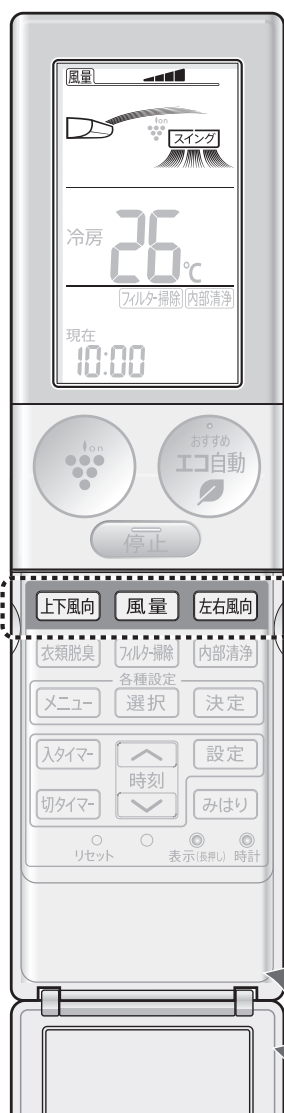 風量
ion
スイング
冷房 26℃
フィルター掃除 内部清浄
現在
10:00
ion
おすすめ
エコ自動
停止
上下風向 風量 左右風向
衣類脱臭 フィルター掃除 内部清浄
各種設定
メニュー 選択 決定
入タイマー 設定
時刻
切タイマー みはり
リセット 表示(長押し) 時計